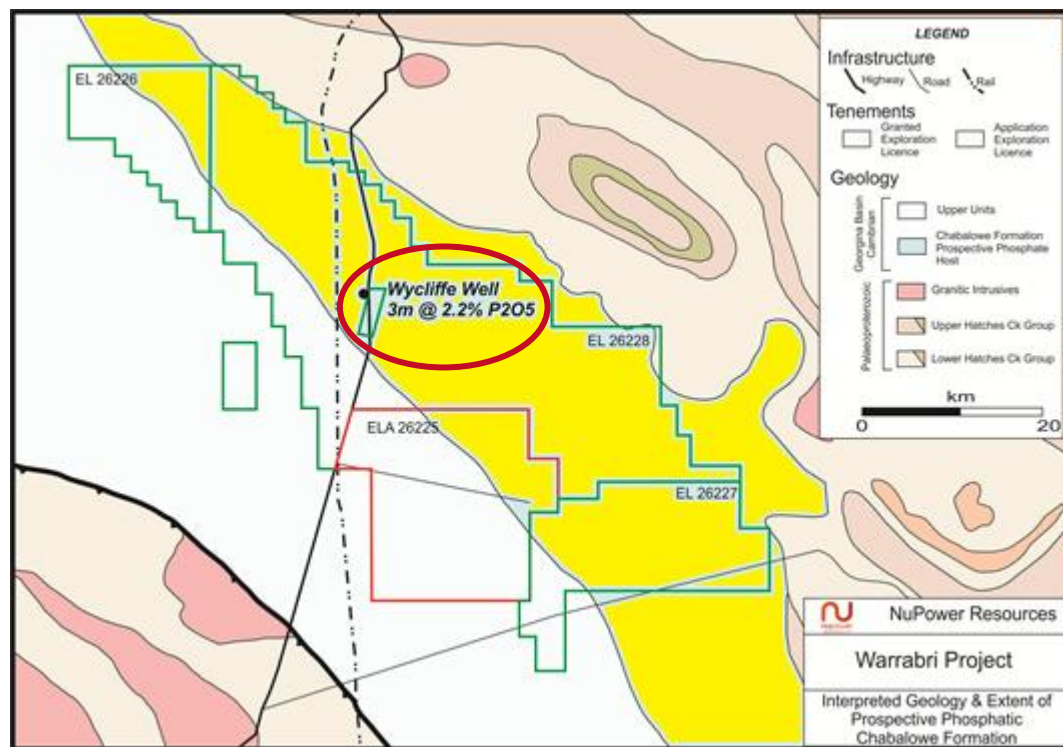 EL 26226
Wycliffe Well
3m @ 2.2% P2O5
EL 26228
ELA 26225
EL 26227
LEGEND
Infrastructure
Highway
Road
Rail
Tenements
Granted
Exploration
Licence
Application
Exploration
Licence
Geology
Georgina Basin
Cambrian
Upper Units
Chabalowe Formation
Prospective Phosphate
Host
Palaeoproterozoic
Granitic Intrusives
Upper Hatches Ck Group
Lower Hatches Ck Group
km
0 20
NuPower Resources
Warrabri Project
Interpreted Geology & Extent of
Prospective Phosphatic
Chabalowe Formation